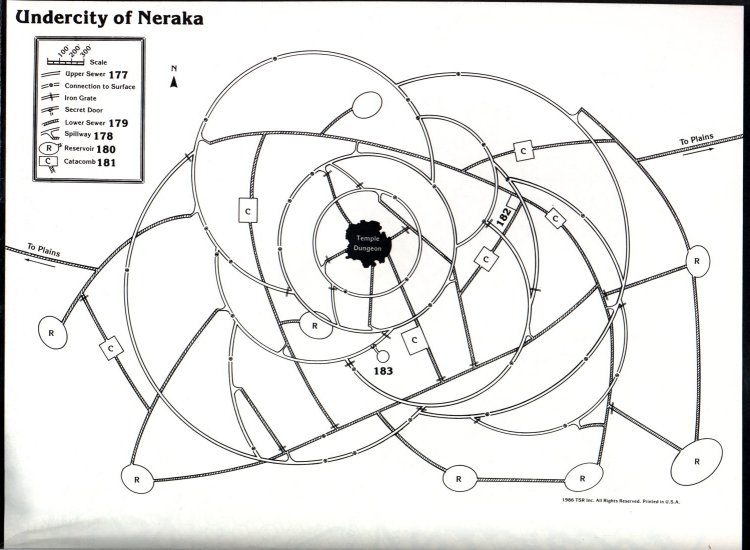 Undercity of Neraka
100'
200'
300'
Scale
Upper Sewer 177
Connection to Surface
Iron Grate
Secret Door
Lower Sewer 179
Spillway 178
R Reservoir 180
C Catacomb 181
N
To Plains
C
C
182
C
Temple
Dungeon
C
To Plains
R
R
R
C
C
183
R
R
R
R
R
1986 TSR Inc. All Rights Reserved. Printed in U.S.A.